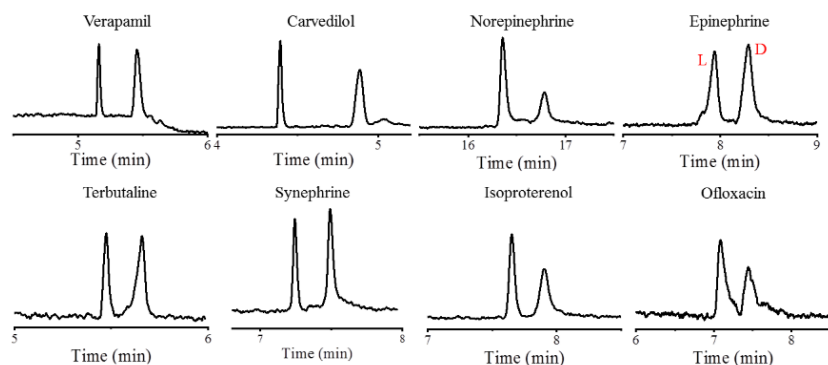 Verapamil Carvedilol Norepinephrine Epinephrine
L D
5 6 4 5 16 17 7 8 9
Time (min) Time (min) Time (min) Time (min)
Terbutaline Synephrine Isoproterenol Ofloxacin
5 6 7 8 7 8 6 7 8
Time (min) Time (min) Time (min) Time (min)